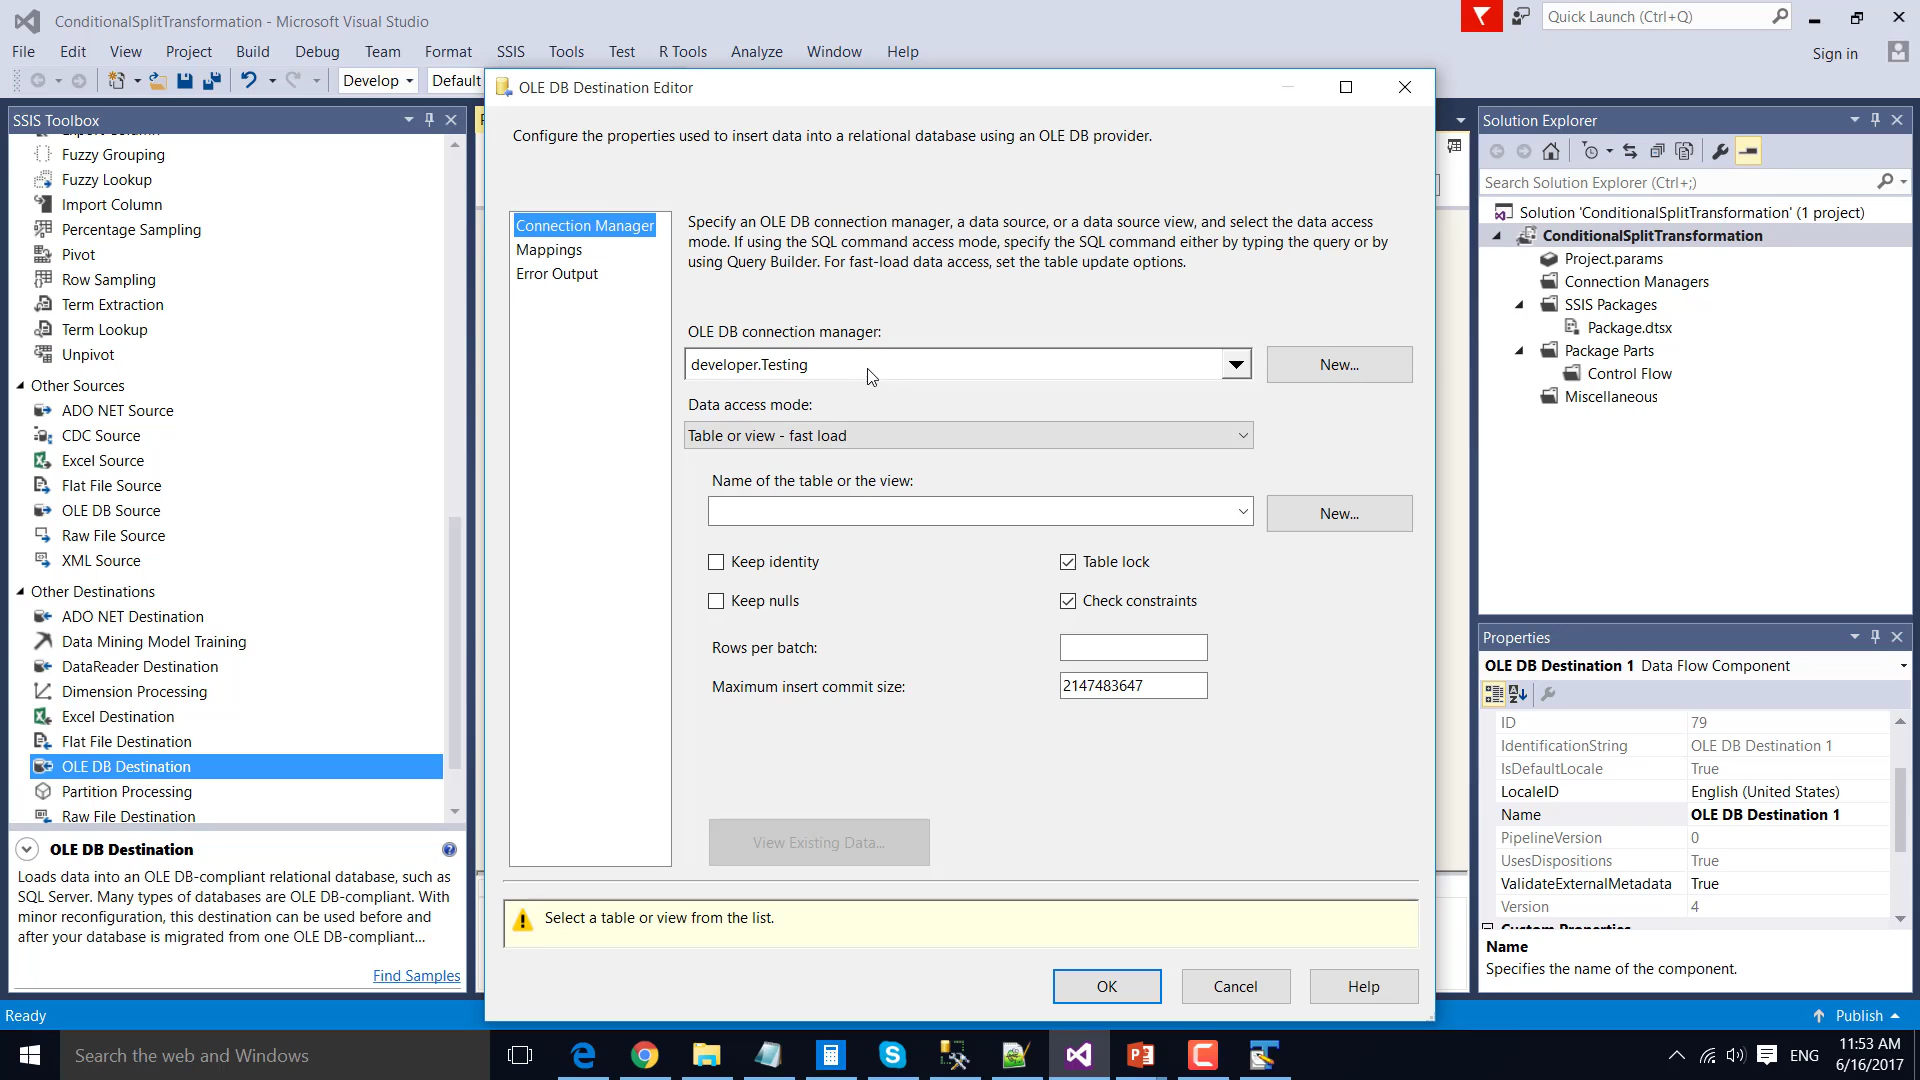 ConditionalSplitTransformation - Microsoft Visual Studio
Quick Launch (Ctrl+Q)
File Edit View Project Build Debug Team Format SSIS Tools Test R Tools Analyze Window Help
Sign in
Develop
Default
SSIS Toolbox
Export Column
Fuzzy Grouping
Fuzzy Lookup
Import Column
Percentage Sampling
Pivot
Row Sampling
Term Extraction
Term Lookup
Unpivot
Other Sources
ADO NET Source
CDC Source
Excel Source
Flat File Source
OLE DB Source
Raw File Source
XML Source
Other Destinations
ADO NET Destination
Data Mining Model Training
DataReader Destination
Dimension Processing
Excel Destination
Flat File Destination
OLE DB Destination
Partition Processing
Raw File Destination
OLE DB Destination
Loads data into an OLE DB-compliant relational database, such as
SQL Server. Many types of databases are OLE DB-compliant. With
minor reconfiguration, this destination can be used before and
after your database is migrated from one OLE DB-compliant...
Find Samples
OLE DB Destination Editor
Configure the properties used to insert data into a relational database using an OLE DB provider.
Connection Manager
Mappings
Error Output
Specify an OLE DB connection manager, a data source, or a data source view, and select the data access
mode. If using the SQL command access mode, specify the SQL command either by typing the query or by
using Query Builder. For fast-load data access, set the table update options.
OLE DB connection manager:
developer.Testing
New...
Data access mode:
Table or view - fast load
Name of the table or the view:
New...
Keep identity
Table lock
Keep nulls
Check constraints
Rows per batch:
Maximum insert commit size:
2147483647
View Existing Data...
Select a table or view from the list.
OK
Cancel
Help
Solution Explorer
Search Solution Explorer (Ctrl+;)
Solution 'ConditionalSplitTransformation' (1 project)
ConditionalSplitTransformation
Project.params
Connection Managers
SSIS Packages
Package.dtsx
Package Parts
Control Flow
Miscellaneous
Properties
OLE DB Destination 1 Data Flow Component
ID 79
IdentificationString OLE DB Destination 1
IsDefaultLocale True
LocaleID English (United States)
Name OLE DB Destination 1
PipelineVersion 0
UsesDispositions True
ValidateExternalMetadata True
Version 4
Custom Properties
Name
Specifies the name of the component.
Ready
Publish
Search the web and Windows
ENG
11:53 AM
6/16/2017